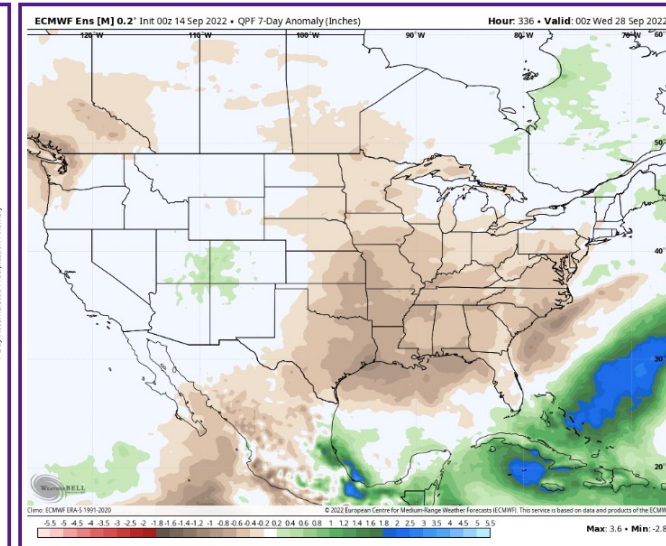 ECMWF Ens [M] 0.2° Init 00z 14 Sep 2022 • QPF 7-Day Anomaly (Inches)
Hour: 336 • Valid: 00z Wed 28 Sep 2022
120°W 110°W 100°W 90°W 80°W 70°W 60°
50°
40°
30°
20°
WEATHERBELL
Climo: ECMWF ERA-5 1991-2020
© 2022 European Centre for Medium-Range Weather Forecasts (ECMWF). This service is based on data and products of the ECMWF
-5.5 -5 -4.5 -4 -3.5 -3 -2.5 -2 -1.8 -1.6 -1.4 -1.2 -1 -0.8 -0.6 -0.4 -0.2 0.2 0.4 0.6 0.8 1 1.2 1.4 1.6 1.8 2 2.5 3 3.5 4 4.5 5 5.5
Max: 3.6 • Min: -2.8